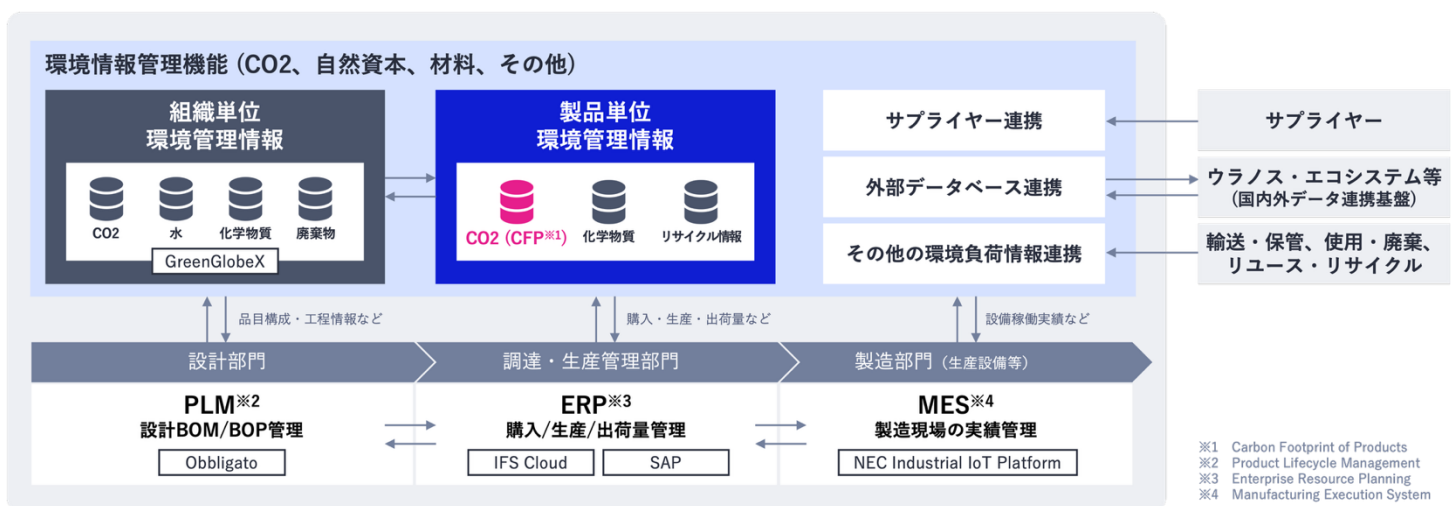 環境情報管理機能 (CO2、自然資本、材料、その他)
組織単位
環境管理情報
CO2
水
化学物質
廃棄物
GreenGlobeX
製品単位
環境管理情報
CO2 (CFP※1)
化学物質
リサイクル情報
サプライヤー連携
外部データベース連携
その他の環境負荷情報連携
サプライヤー
ウラノス・エコシステム等
(国内外データ連携基盤)
輸送・保管、使用・廃棄、
リユース・リサイクル
品目構成・工程情報など
購入・生産・出荷量など
設備稼働実績など
設計部門
調達・生産管理部門
製造部門 (生産設備等)
PLM※2
設計BOM/BOP管理
Obbligato
ERP※3
購入/生産/出荷量管理
IFS Cloud
SAP
MES※4
製造現場の実績管理
NEC Industrial IoT Platform
※1 Carbon Footprint of Products
※2 Product Lifecycle Management
※3 Enterprise Resource Planning
※4 Manufacturing Execution System